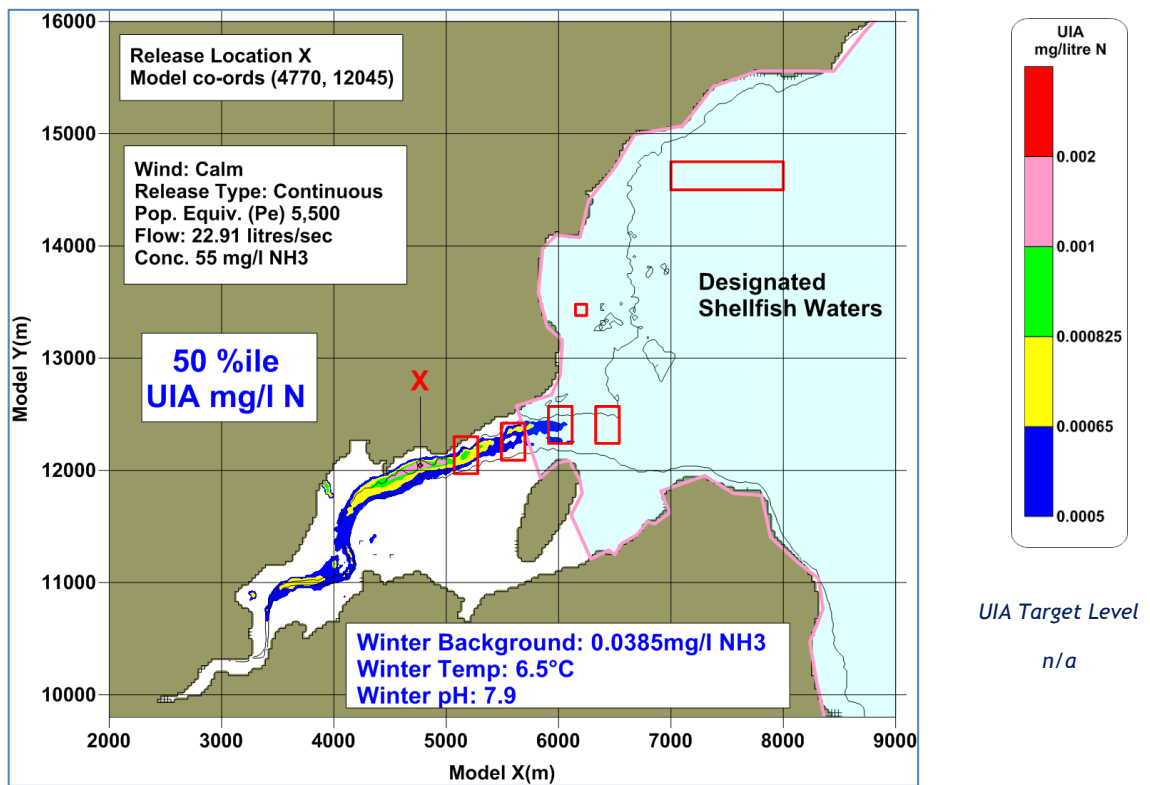 Release Location X
Model co-ords (4770, 12045)
Wind: Calm
Release Type: Continuous
Pop. Equiv. (Pe) 5,500
Flow: 22.91 litres/sec
Conc. 55 mg/l NH3
50 %ile
UIA mg/l N
X
Designated
Shellfish Waters
Winter Background: 0.0385mg/l NH3
Winter Temp: 6.5°C
Winter pH: 7.9
Model Y(m)
16000
15000
14000
13000
12000
11000
10000
2000 3000 4000 5000 6000 7000 8000 9000
Model X(m)
UIA
mg/litre N
0.002
0.001
0.000825
0.00065
0.0005
UIA Target Level
n/a